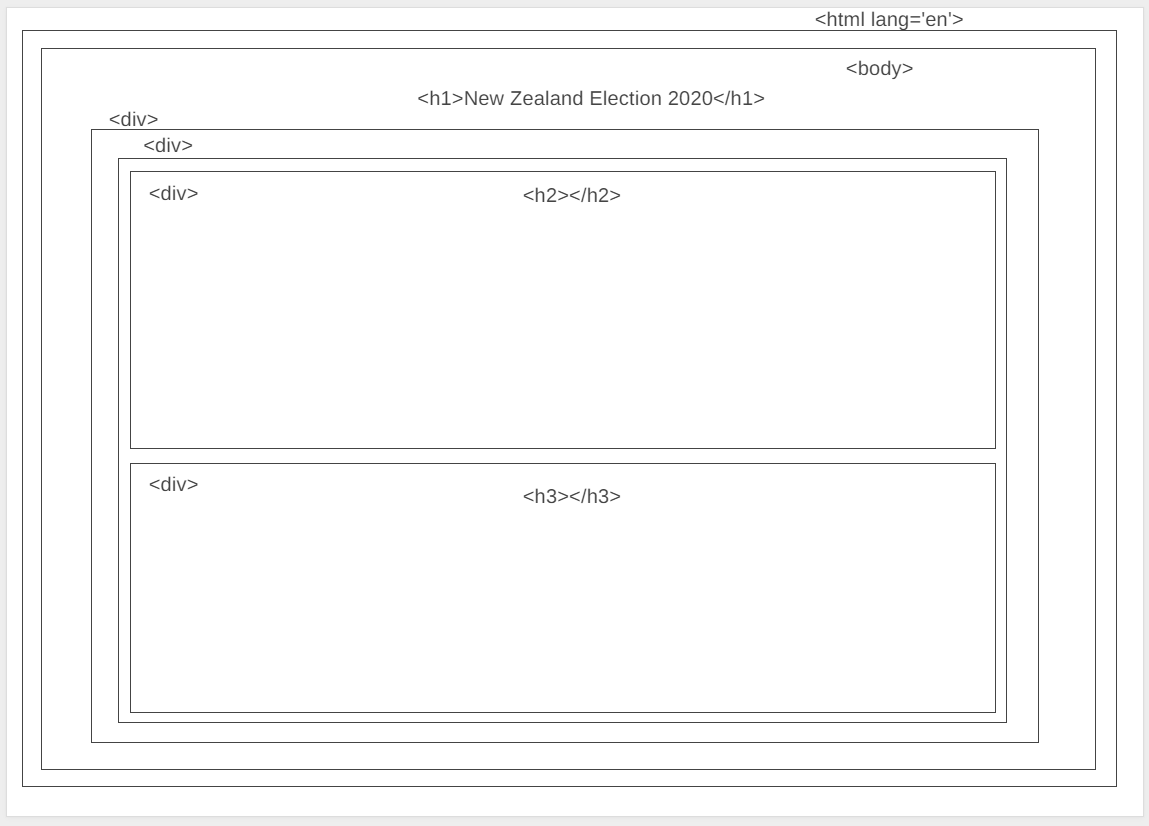 <html lang='en'>
<body>
<h1>New Zealand Election 2020</h1>
<div>
<div>
<div>
<h2></h2>
<div>
<h3></h3>